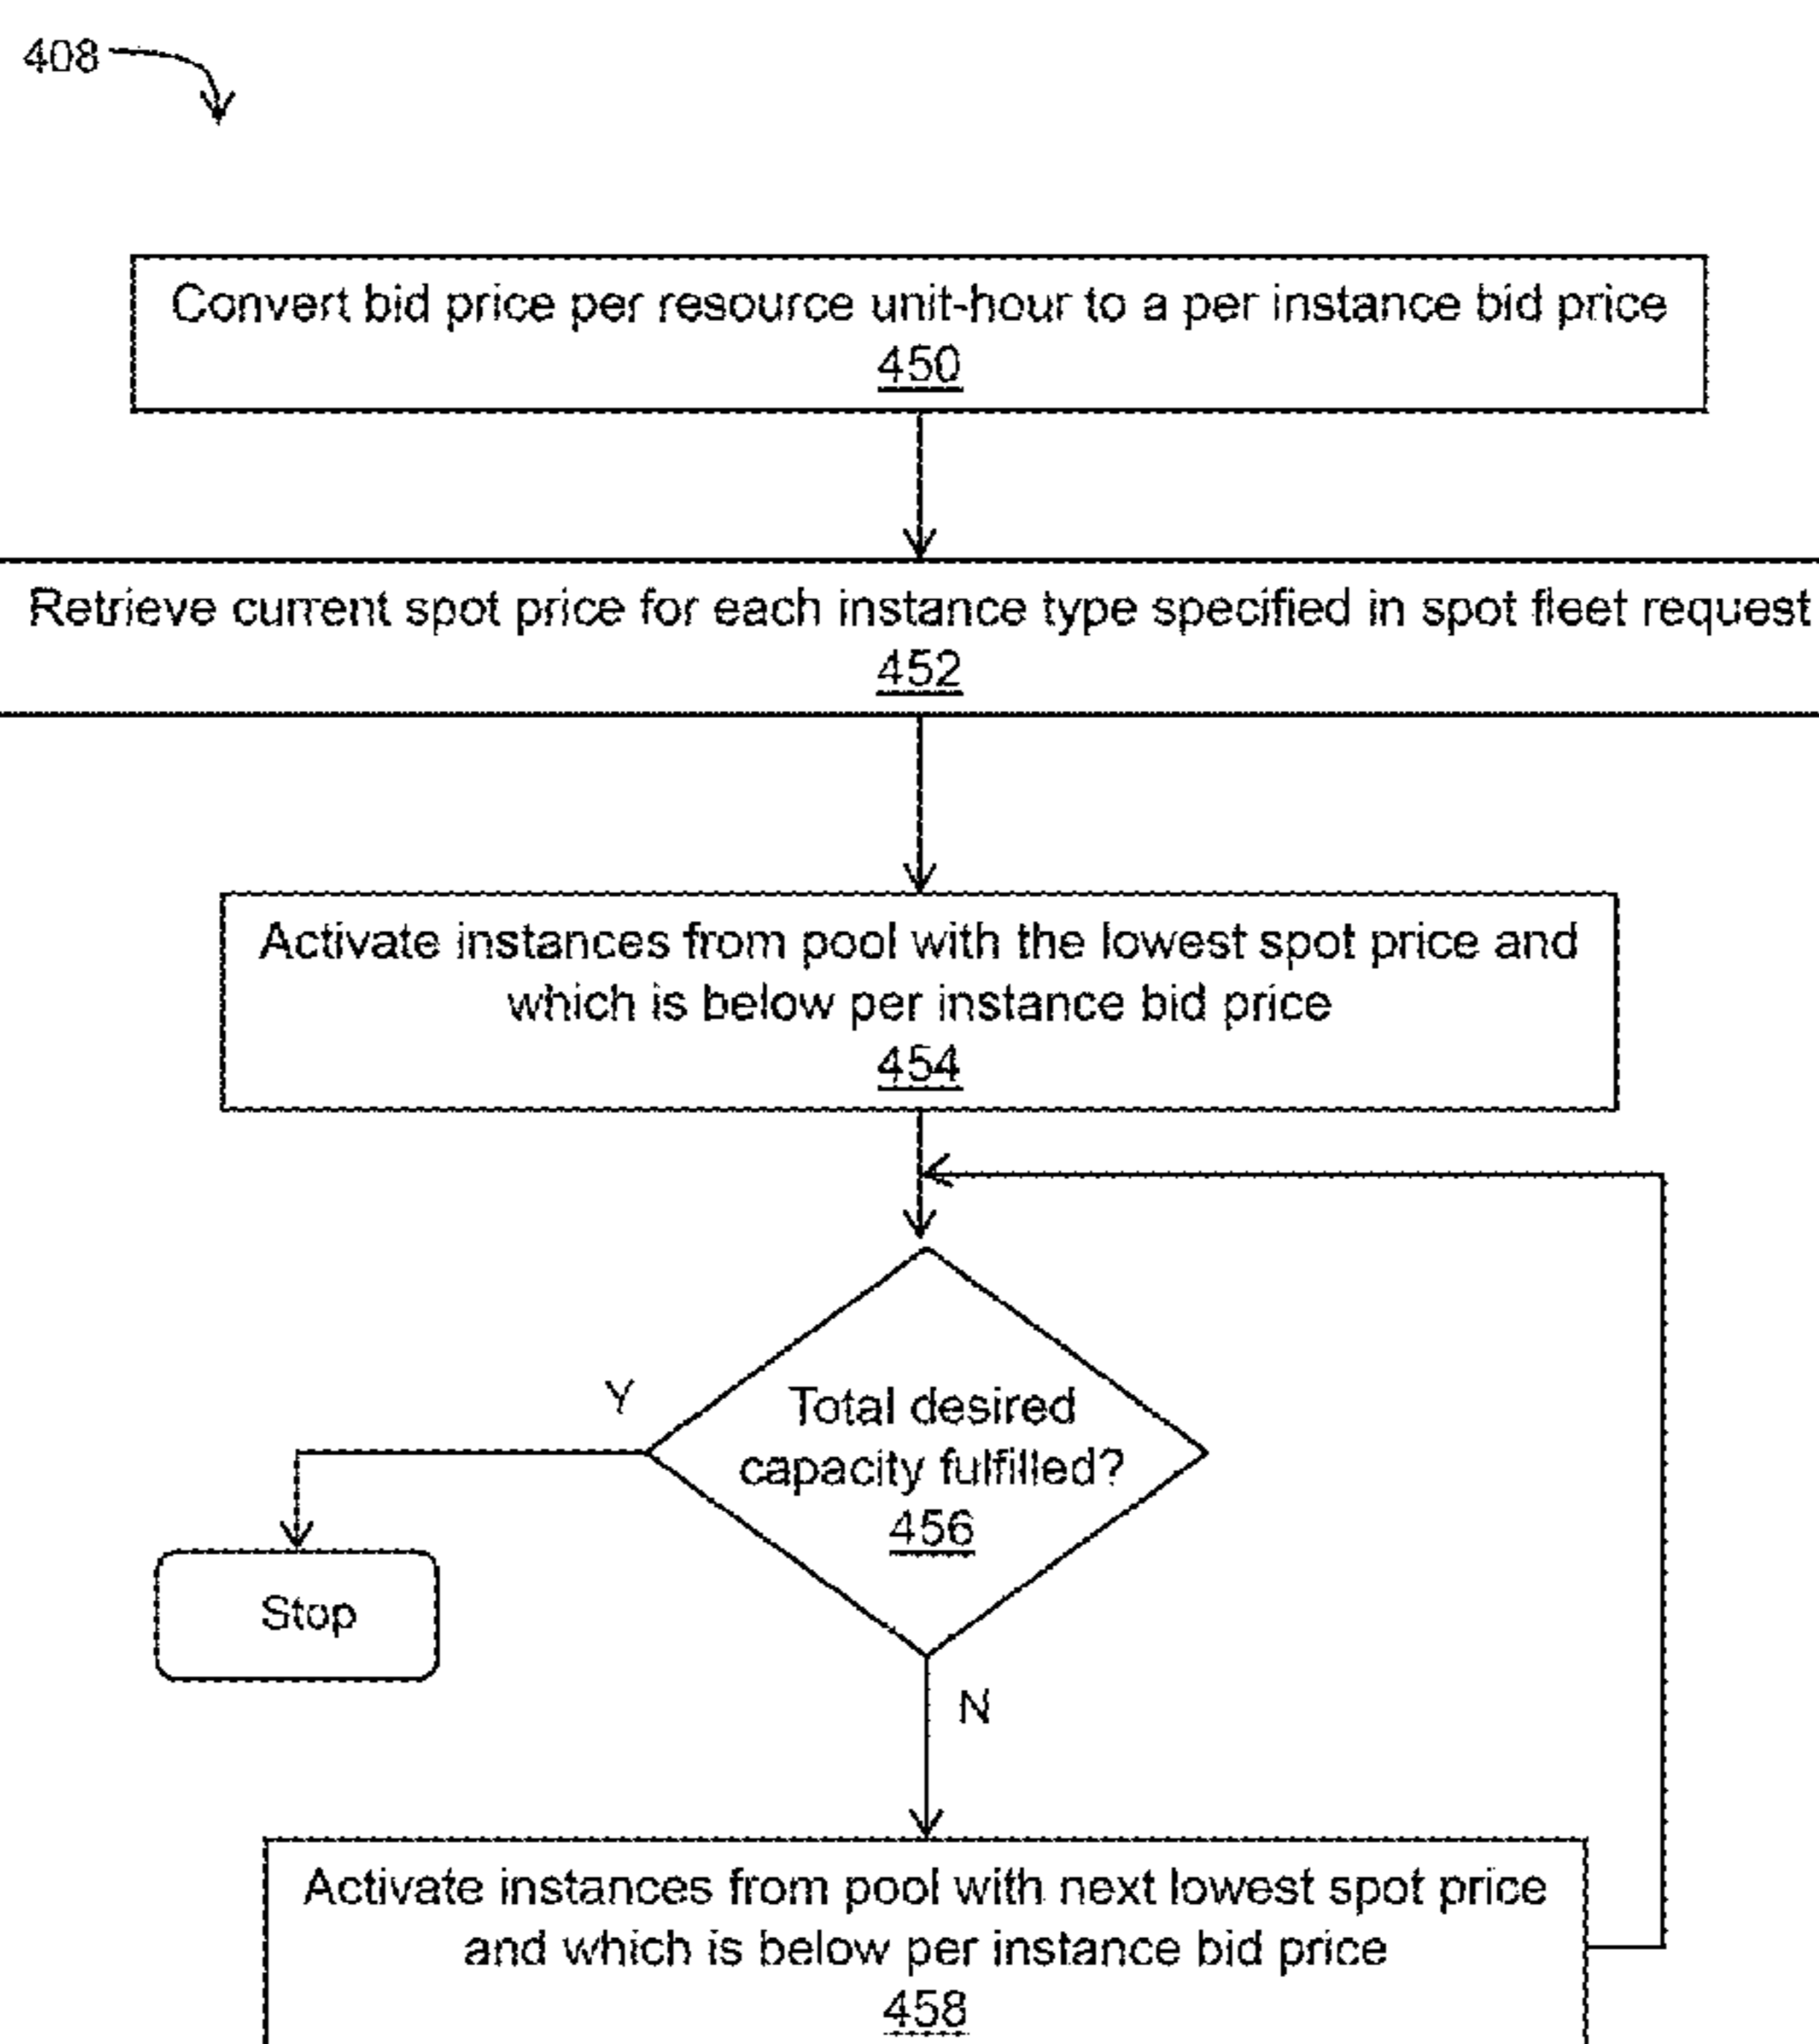 408
Convert bid price per resource unit-hour to a per instance bid price
450
Retrieve current spot price for each instance type specified in spot fleet request
452
Activate instances from pool with the lowest spot price and
which is below per instance bid price
454
Y
Total desired
capacity fulfilled?
456
Stop
N
Activate instances from pool with next lowest spot price
and which is below per instance bid price
458